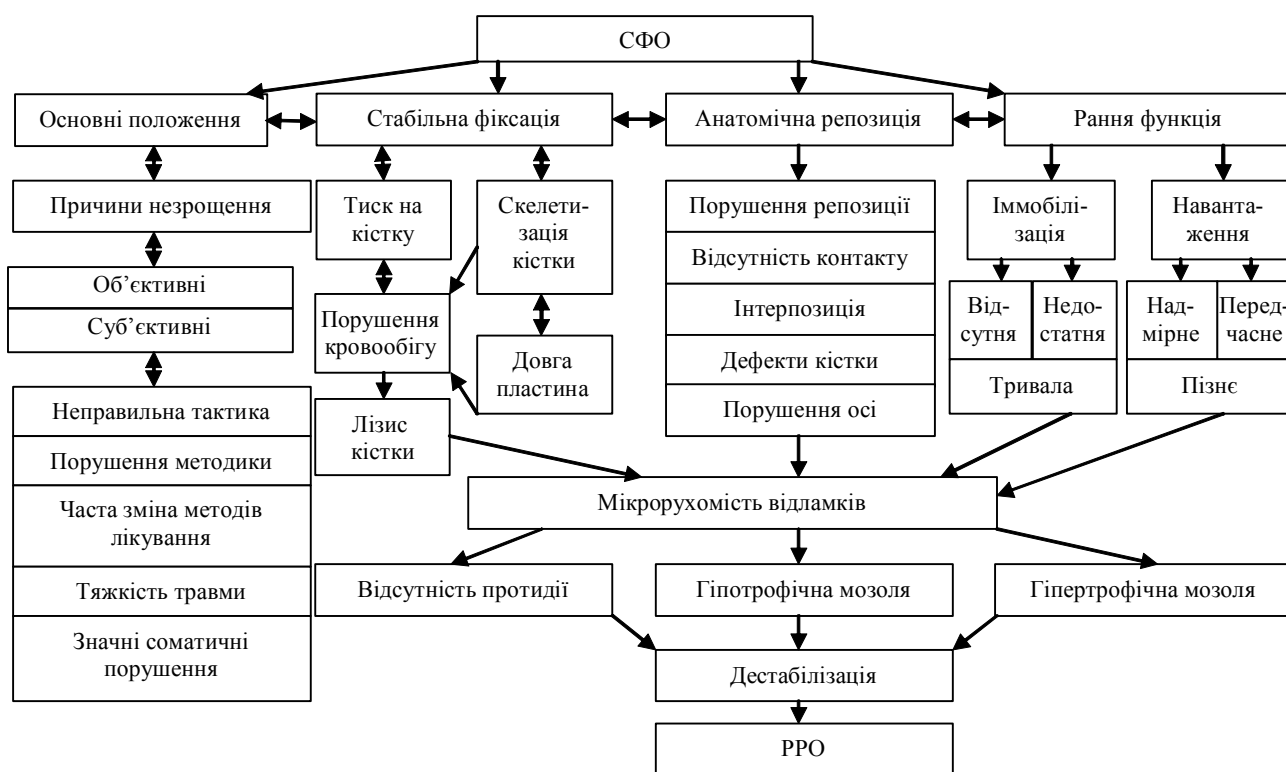 СФО
Основні положення
Стабільна фіксація
Анатомічна репозиція
Рання функція
Причини незрощення
Об’єктивні
Суб’єктивні
Неправильна тактика
Порушення методики
Часта зміна методів
лікування
Тяжкість травми
Значні соматичні
порушення
Тиск на
кістку
Скелети-
зація
кістки
Порушення
кровообігу
Довга
пластина
Лізис
кістки
Порушення репозиції
Відсутність контакту
Інтерпозиція
Дефекти кістки
Порушення осі
Іммобілі-
зація
Наванта-
ження
Від-
сутня
Недо-
статня
Тривала
Над-
мірне
Перед-
часне
Пізнє
Мікрорухомість відламків
Відсутність протидії
Гіпотрофічна мозоля
Гіпертрофічна мозоля
Дестабілізація
РРО